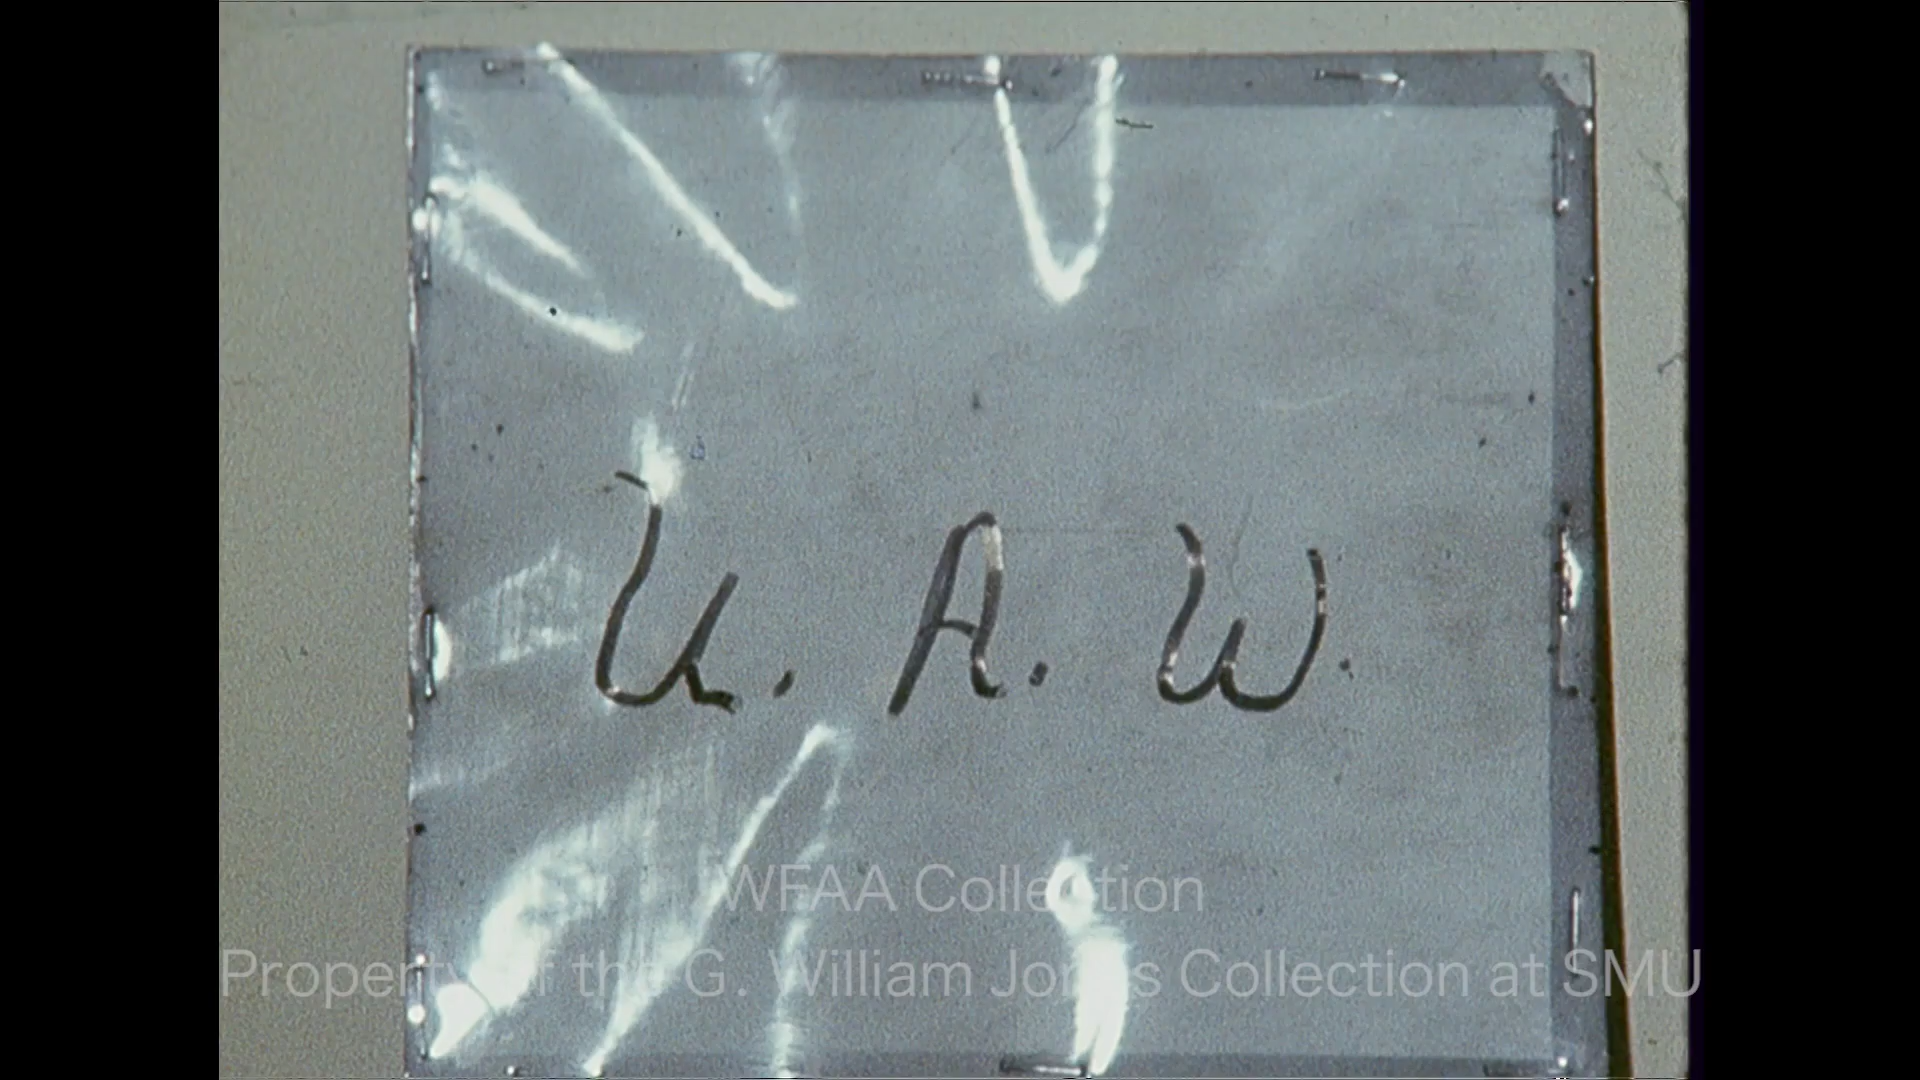 U. A. W.
WFAA Collection
Property of the G. William Jones Collection at SMU